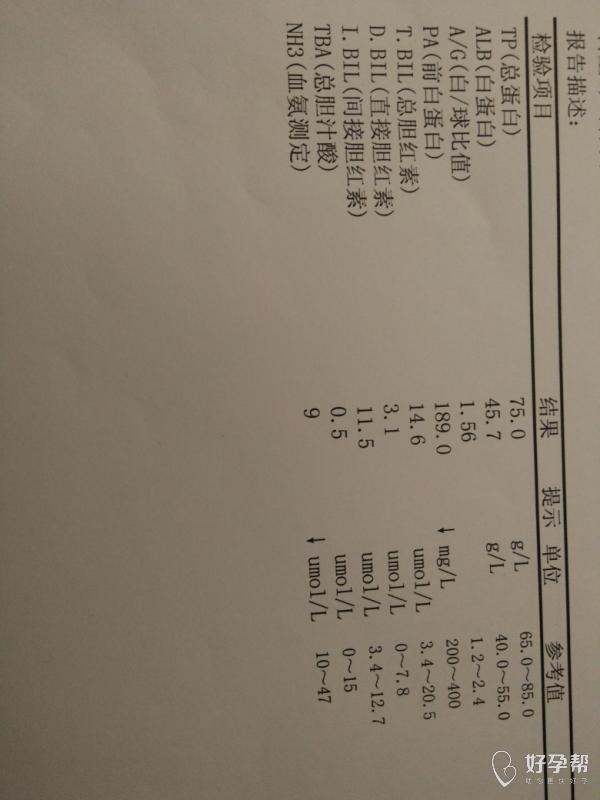 报告描述:
检验项目 结果 提示 单位 参考值
TP(总蛋白) 75.0 g/L 65.0~85.0
ALB(白蛋白) 45.7 g/L 40.0~55.0
A/G(白/球比值) 1.56 1.2~2.4
PA(前白蛋白) 189.0 ↓ mg/L 200~400
T.BIL(总胆红素) 14.6 umol/L 3.4~20.5
D.BIL(直接胆红素) 3.1 umol/L 0~7.8
I.BIL(间接胆红素) 11.5 umol/L 3.4~12.7
TBA(总胆汁酸) 0.5 umol/L 0~15
NH3(血氨测定) 9 ↓ umol/L 10~47
好孕帮